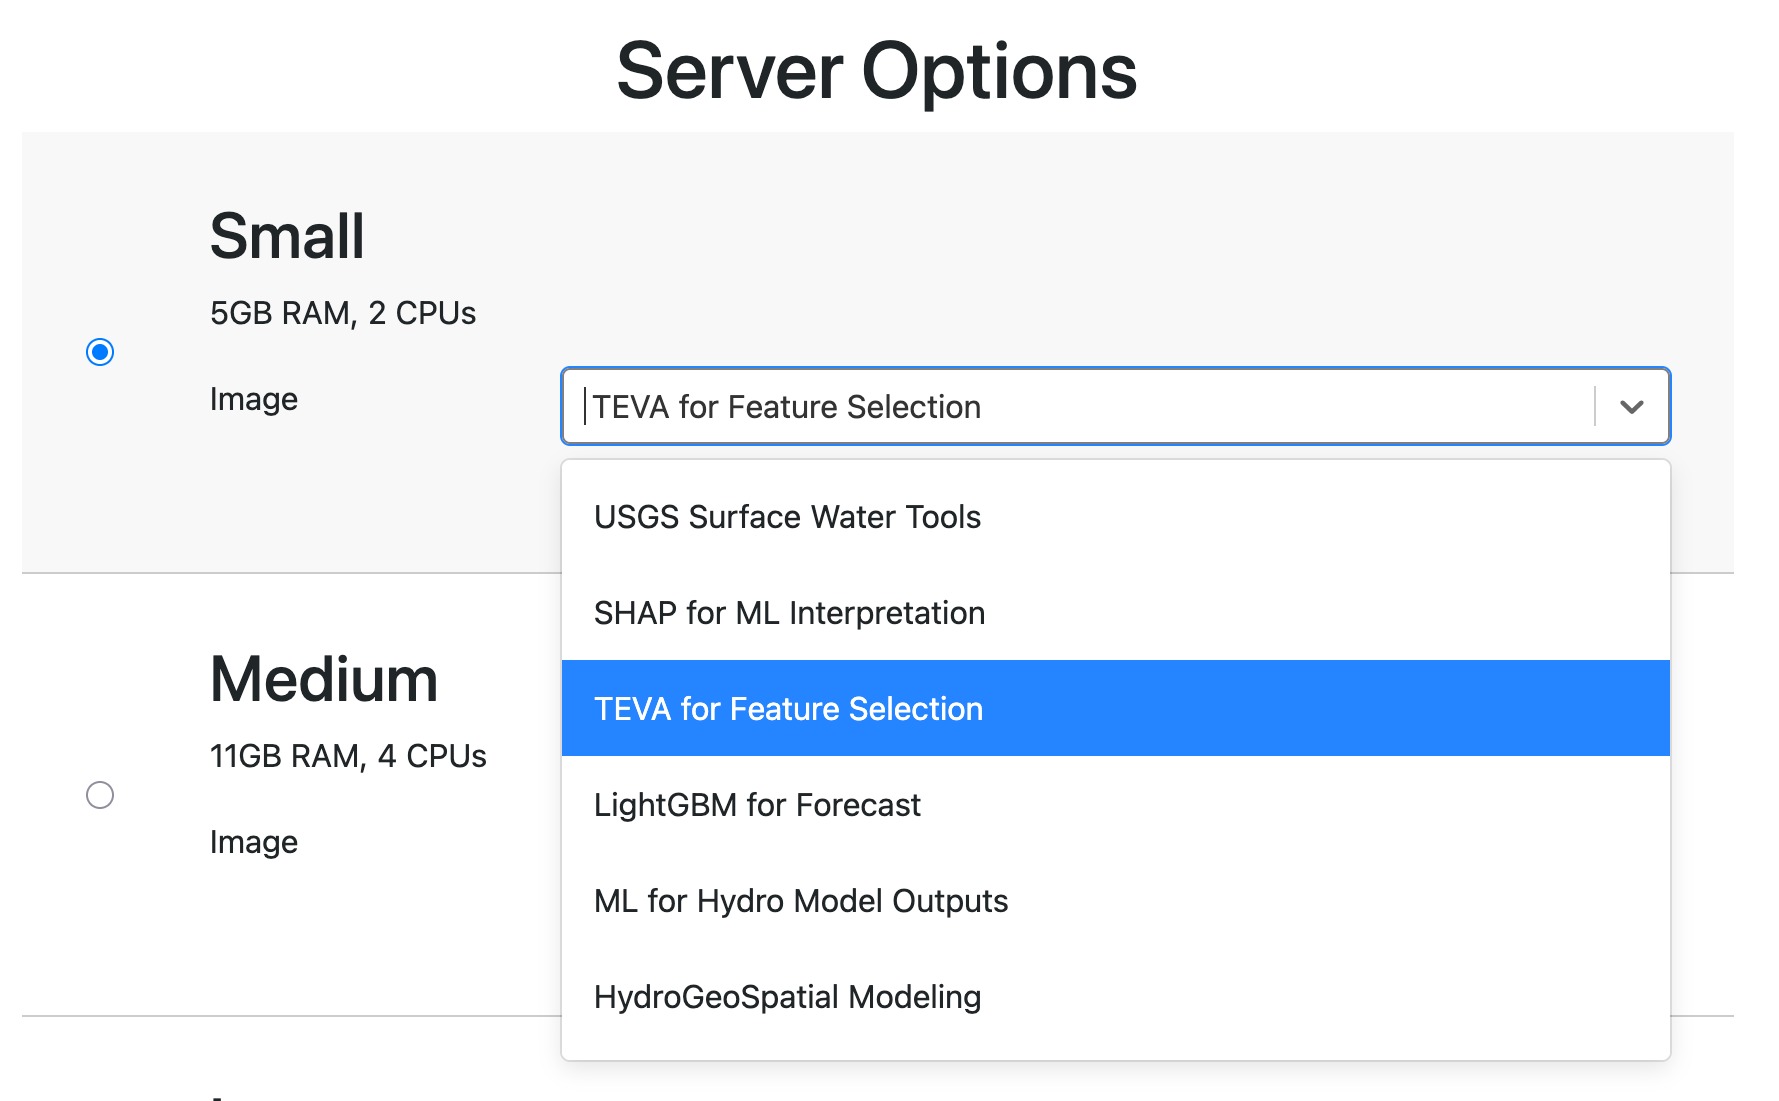 Server Options
Small
5GB RAM, 2 CPUs
Image
TEVA for Feature Selection
USGS Surface Water Tools
SHAP for ML Interpretation
TEVA for Feature Selection
LightGBM for Forecast
ML for Hydro Model Outputs
HydroGeoSpatial Modeling
Medium
11GB RAM, 4 CPUs
Image